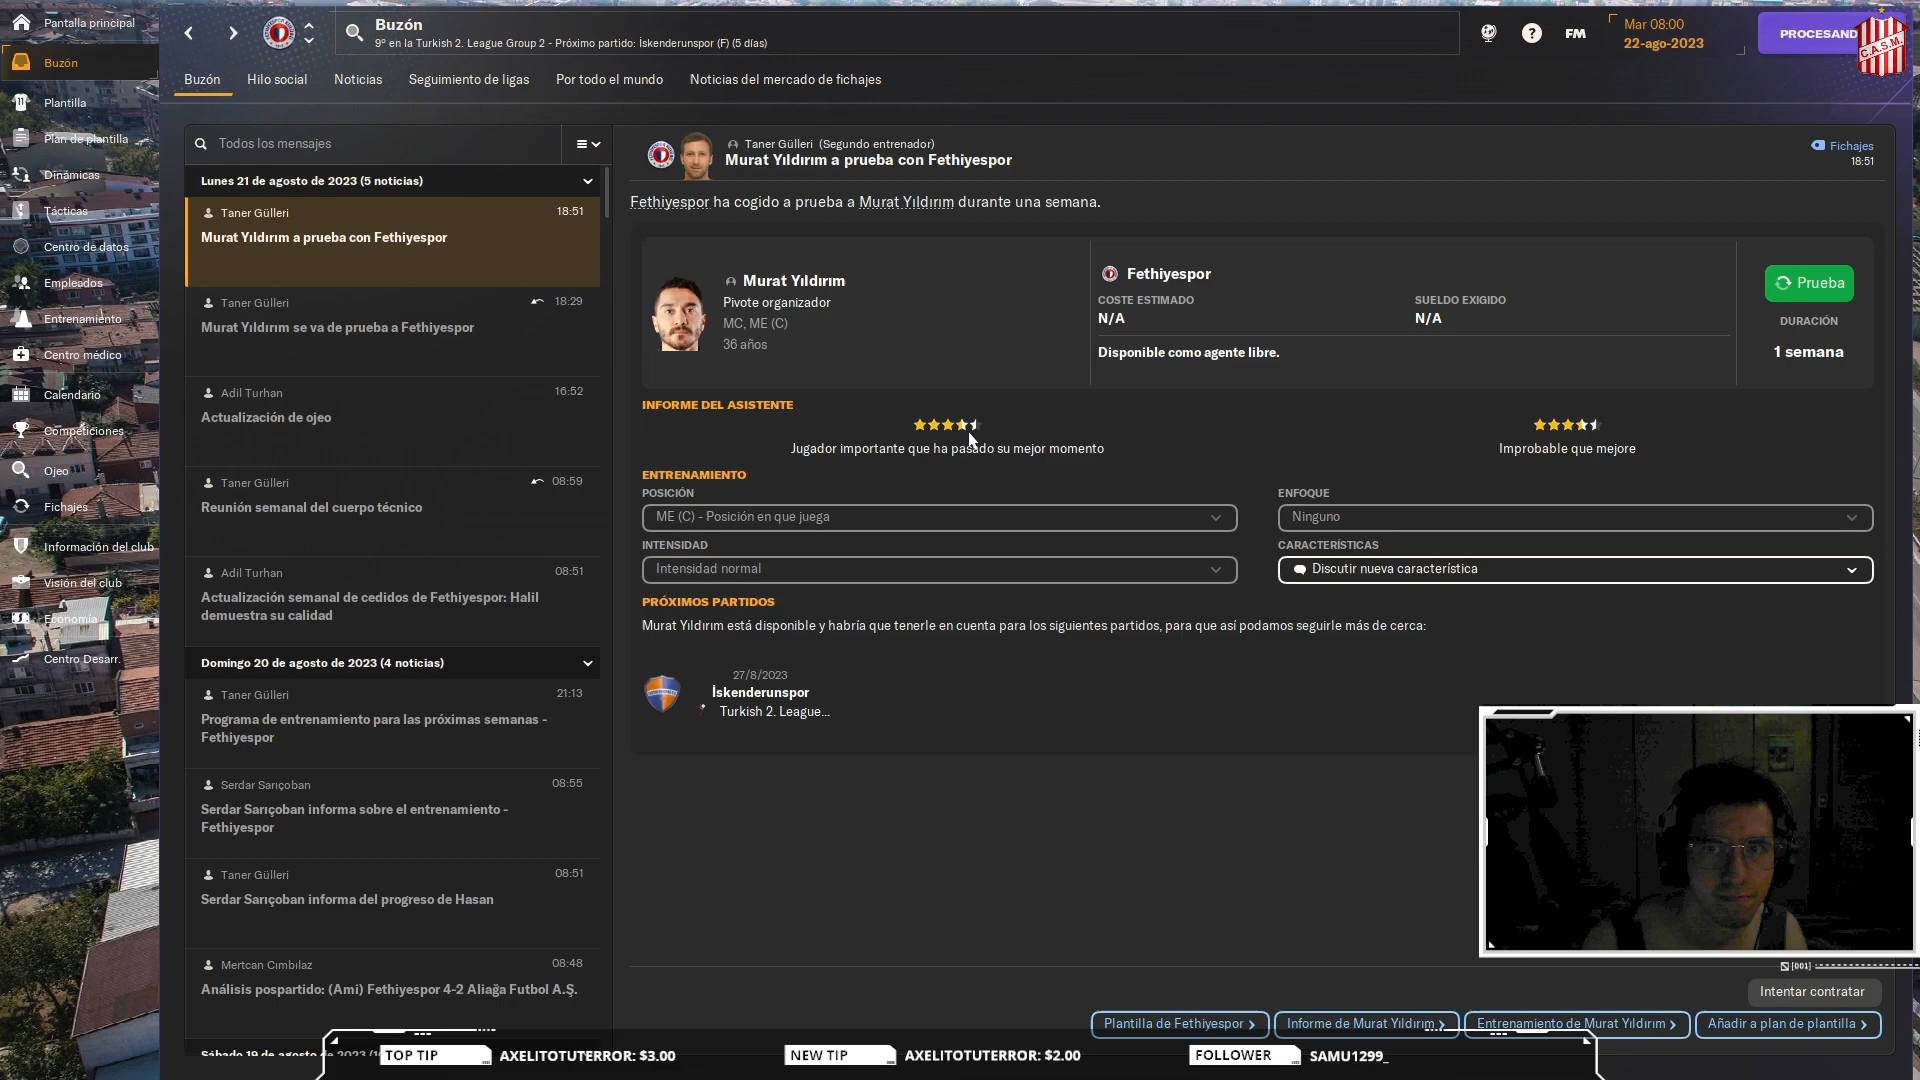 Pantalla principal
Buzón
Plantilla
Plan de plantilla
Dinámicas
Tácticas
Centro de datos
Empleados
Entrenamiento
Centro médico
Calendario
Competiciones
Ojeo
Fichajes
Información del club
Visión del club
Economía
Centro Desarr.
Buzón
9º en la Turkish 2. League Group 2 - Próximo partido: İskenderunspor (F) (5 días)
FM
Mar 08:00
22-ago-2023
PROCESAND
C.A.S.M.
Buzón
Hilo social
Noticias
Seguimiento de ligas
Por todo el mundo
Noticias del mercado de fichajes
Todos los mensajes
Lunes 21 de agosto de 2023 (5 noticias)
Taner Gülleri 18:51
Murat Yıldırım a prueba con Fethiyespor
Taner Gülleri 18:29
Murat Yıldırım se va de prueba a Fethiyespor
Adil Turhan 16:52
Actualización de ojeo
Taner Gülleri 08:59
Reunión semanal del cuerpo técnico
Adil Turhan 08:51
Actualización semanal de cedidos de Fethiyespor: Halil
demuestra su calidad
Domingo 20 de agosto de 2023 (4 noticias)
Taner Gülleri 21:13
Programa de entrenamiento para las próximas semanas -
Fethiyespor
Serdar Sarıçoban 08:55
Serdar Sarıçoban informa sobre el entrenamiento -
Fethiyespor
Taner Gülleri 08:51
Serdar Sarıçoban informa del progreso de Hasan
Mertcan Cımbılaz 08:48
Análisis pospartido: (Ami) Fethiyespor 4-2 Aliağa Futbol A.Ş.
Sábado 19 de agosto de 2023
Taner Gülleri (Segundo entrenador)
Murat Yıldırım a prueba con Fethiyespor
Fichajes
18:51
Fethiyespor ha cogido a prueba a Murat Yıldırım durante una semana.
Murat Yıldırım
Pivote organizador
MC, ME (C)
36 años
Fethiyespor
COSTE ESTIMADO
N/A
SUELDO EXIGIDO
N/A
Disponible como agente libre.
Prueba
DURACIÓN
1 semana
INFORME DEL ASISTENTE
Jugador importante que ha pasado su mejor momento
Improbable que mejore
ENTRENAMIENTO
POSICIÓN
ME (C) - Posición en que juega
ENFOQUE
Ninguno
INTENSIDAD
Intensidad normal
CARACTERÍSTICAS
Discutir nueva característica
PRÓXIMOS PARTIDOS
Murat Yıldırım está disponible y habría que tenerle en cuenta para los siguientes partidos, para que así podamos seguirle más de cerca:
27/8/2023
İskenderunspor
Turkish 2. League...
[001]
Intentar contratar
Plantilla de Fethiyespor
Informe de Murat Yıldırım
Entrenamiento de Murat Yıldırım
Añadir a plan de plantilla
TOP TIP AXELITOTUTERROR: $3.00
NEW TIP AXELITOTUTERROR: $2.00
FOLLOWER SAMU1299_